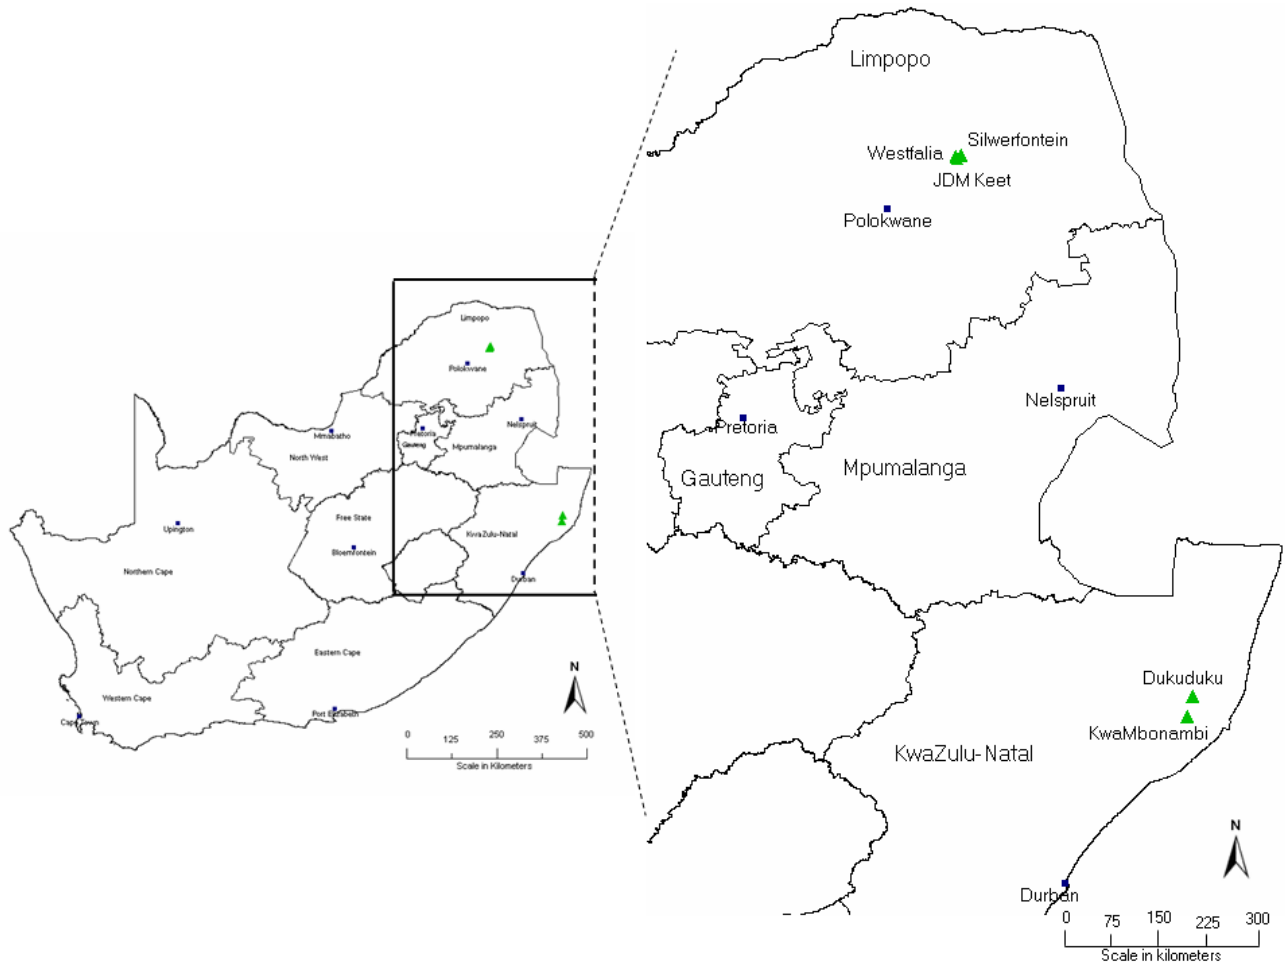 Limpopo
Polokwane
Mmabatho
Pretoria
Gauteng
Nelspruit
North West
Mpumalanga
Free State
KwaZulu-Natal
Upington
Bloemfontein
Northern Cape
Durban
Eastern Cape
Western Cape
Cape Town
Port Elizabeth
N
0 125 250 375 500
Scale in Kilometers
Limpopo
Silwerfontein
Westfalia
JDM Keet
Polokwane
Nelspruit
Pretoria
Gauteng
Mpumalanga
Dukuduku
KwaMbonambi
KwaZulu-Natal
N
Durban
0 75 150 225 300
Scale in kilometers